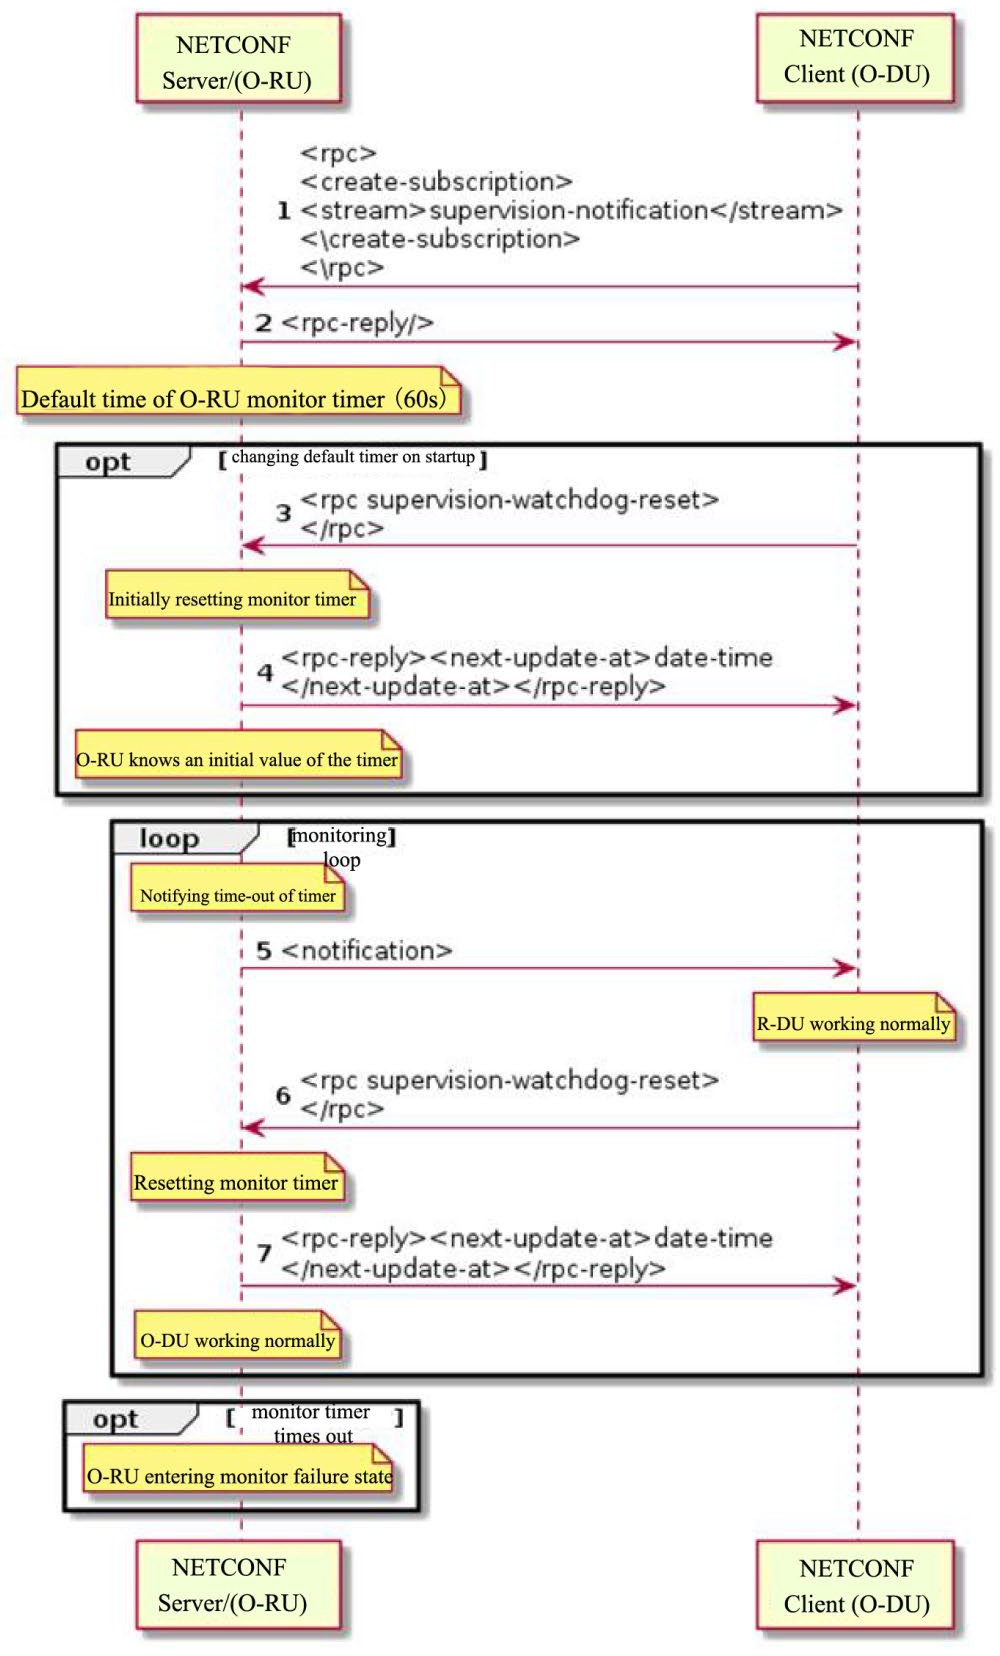 NETCONF
Server/(O-RU)
NETCONF
Client (O-DU)
<rpc>
<create-subscription>
1 <stream>supervision-notification</stream>
<\create-subscription>
<\rpc>
2 <rpc-reply/>
Default time of O-RU monitor timer (60s)
opt [ changing default timer on startup ]
3 <rpc supervision-watchdog-reset>
</rpc>
Initially resetting monitor timer
4 <rpc-reply><next-update-at>date-time
</next-update-at></rpc-reply>
O-RU knows an initial value of the timer
loop [monitoring]
loop
Notifying time-out of timer
5 <notification>
R-DU working normally
6 <rpc supervision-watchdog-reset>
</rpc>
Resetting monitor timer
7 <rpc-reply><next-update-at>date-time
</next-update-at></rpc-reply>
O-DU working normally
opt [ monitor timer ]
times out
O-RU entering monitor failure state
NETCONF
Server/(O-RU)
NETCONF
Client (O-DU)